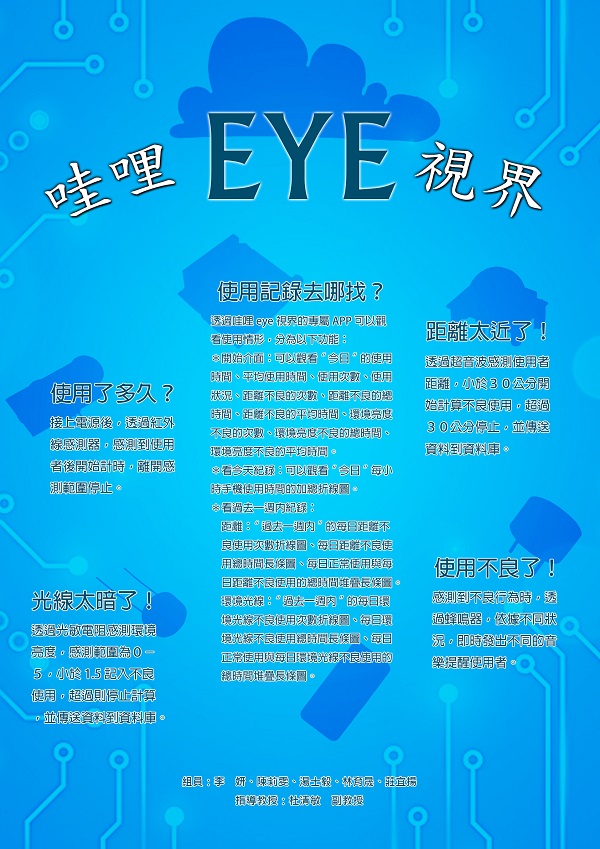 哇哩 EYE 視界
使用記錄去哪找？
透過哇哩 eye 視界的專屬 APP 可以觀
看使用情形，分為以下功能：
＊開始介面：可以觀看“今日”的使用
時間、平均使用時間、使用次數、使用
狀況、距離不良的次數、距離不良的總
時間、距離不良的平均時間、環境亮度
不良的次數、環境亮度不良的總時間、
環境亮度不良的平均時間。
＊看今天紀錄：可以觀看“今日”每小
時手機使用時間的加總折線圖。
＊看過去一週內紀錄：
距離：“過去一週內”的每日距離不
良使用次數折線圖、每日距離不良使
用總時間長條圖、每日正常使用與每
日距離不良使用的總時間堆疊長條圖。
環境光線：“過去一週內”的每日環
境光線不良使用次數折線圖、每日環
境光線不良使用總時間長條圖、每日
正常使用與每日環境光線不良使用的
總時間堆疊長條圖。
距離太近了！
透過超音波感測使用者
距離，小於３０公分開
始計算不良使用，超過
３０公分停止，並傳送
資料到資料庫。
使用了多久？
接上電源後，透過紅外
線感測器，感測到使用
者後開始計時，離開感
測範圍停止。
使用不良了！
感測到不良行為時，透
過蜂鳴器，依據不同狀
況，即時發出不同的音
樂提醒使用者。
光線太暗了！
透過光敏電阻感測環境
亮度，感測範圍為０－
５，小於 1.5 記入不良
使用，超過則停止計算
，並傳送資料到資料庫。
組員：李　妍、陳莉雯、湯士毅、林育晟、莊宜揚
指導教授：杜清敏　副教授